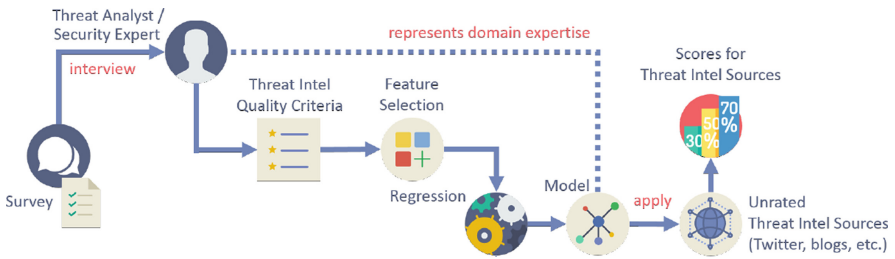 Threat Analyst /
Security Expert
interview
Survey
represents domain expertise
Threat Intel
Quality Criteria
Feature
Selection
Regression
Model
apply
Scores for
Threat Intel Sources
30%
50
%
70
%
Unrated
Threat Intel Sources
(Twitter, blogs, etc.)